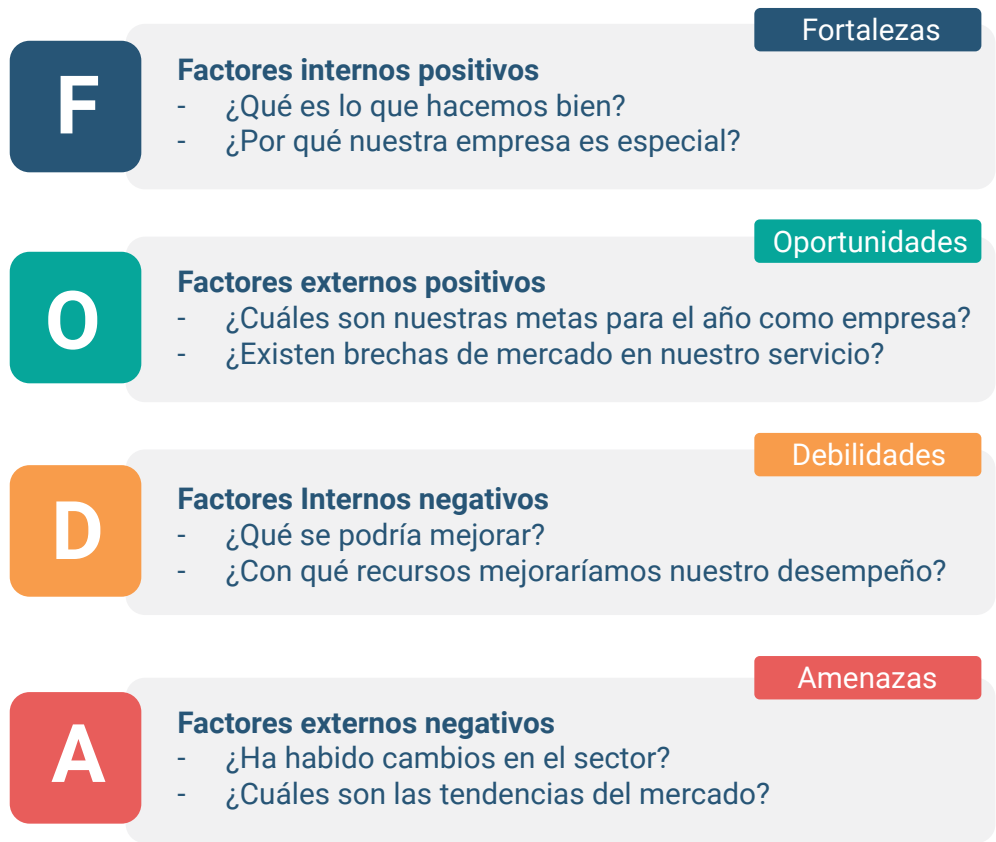 Fortalezas
F
Factores internos positivos
- ¿Qué es lo que hacemos bien?
- ¿Por qué nuestra empresa es especial?
Oportunidades
O
Factores externos positivos
- ¿Cuáles son nuestras metas para el año como empresa?
- ¿Existen brechas de mercado en nuestro servicio?
Debilidades
D
Factores Internos negativos
- ¿Qué se podría mejorar?
- ¿Con qué recursos mejoraríamos nuestro desempeño?
Amenazas
A
Factores externos negativos
- ¿Ha habido cambios en el sector?
- ¿Cuáles son las tendencias del mercado?